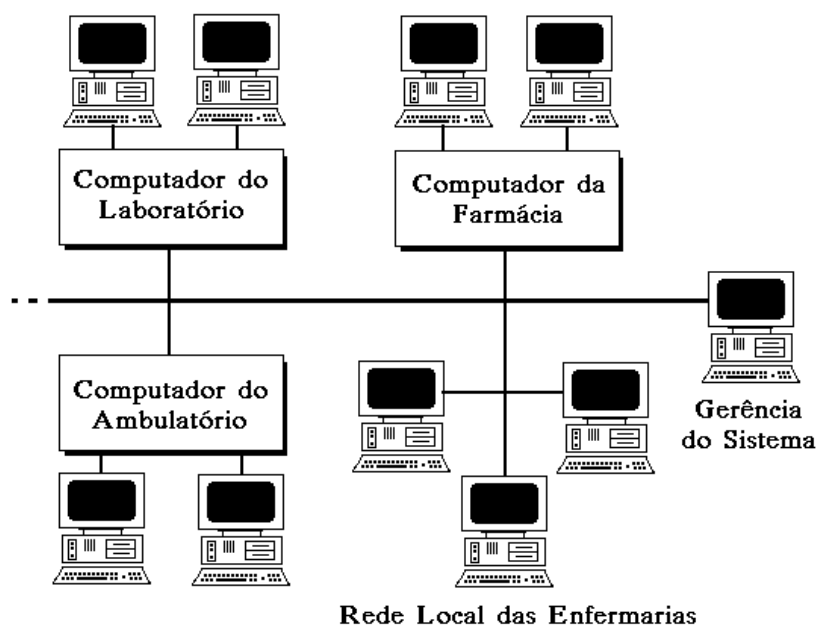 Computador do
Laboratório
Computador da
Farmácia
Computador do
Ambulatório
Gerência
do Sistema
Rede Local das Enfermarias